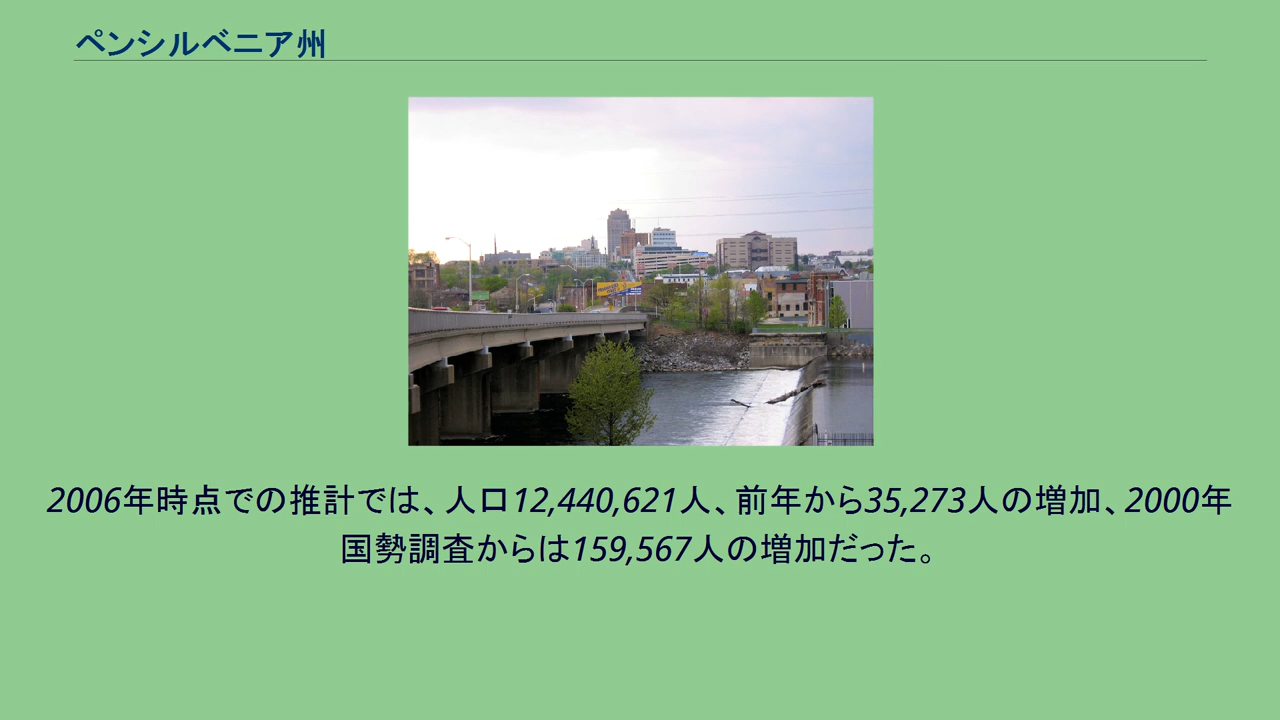 ペンシルベニア州
2006年時点での推計では、人口12,440,621人、前年から35,273人の増加、2000年
国勢調査からは159,567人の増加だった。